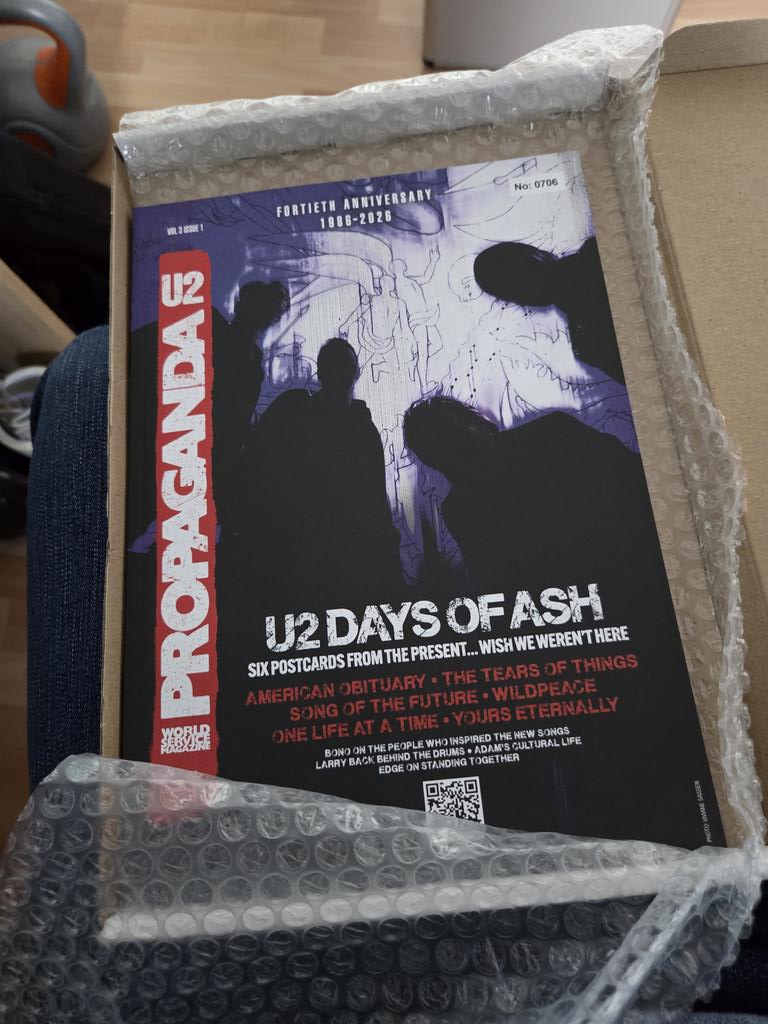 No: 0706
FORTIETH ANNIVERSARY
1986-2026
VOL 3 ISSUE 1
PROPAGANDA U2
WORLD
SERVICE
MAGAZINE
U2 DAYS OF ASH
SIX POSTCARDS FROM THE PRESENT... WISH WE WEREN'T HERE
AMERICAN OBITUARY • THE TEARS OF THINGS
SONG OF THE FUTURE • WILDPEACE
ONE LIFE AT A TIME • YOURS ETERNALLY
BONO ON THE PEOPLE WHO INSPIRED THE NEW SONGS
LARRY BACK BEHIND THE DRUMS • ADAM'S CULTURAL LIFE
EDGE ON STANDING TOGETHER
PHOTO: VIVIANE SASSEN